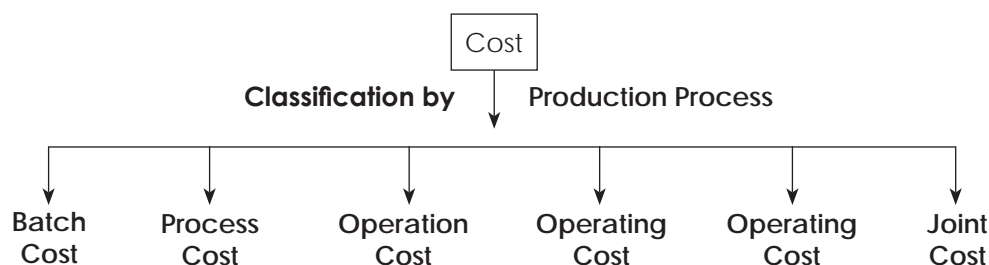 Cost
Classification by Production Process
Batch Cost
Process Cost
Operation Cost
Operating Cost
Operating Cost
Joint Cost